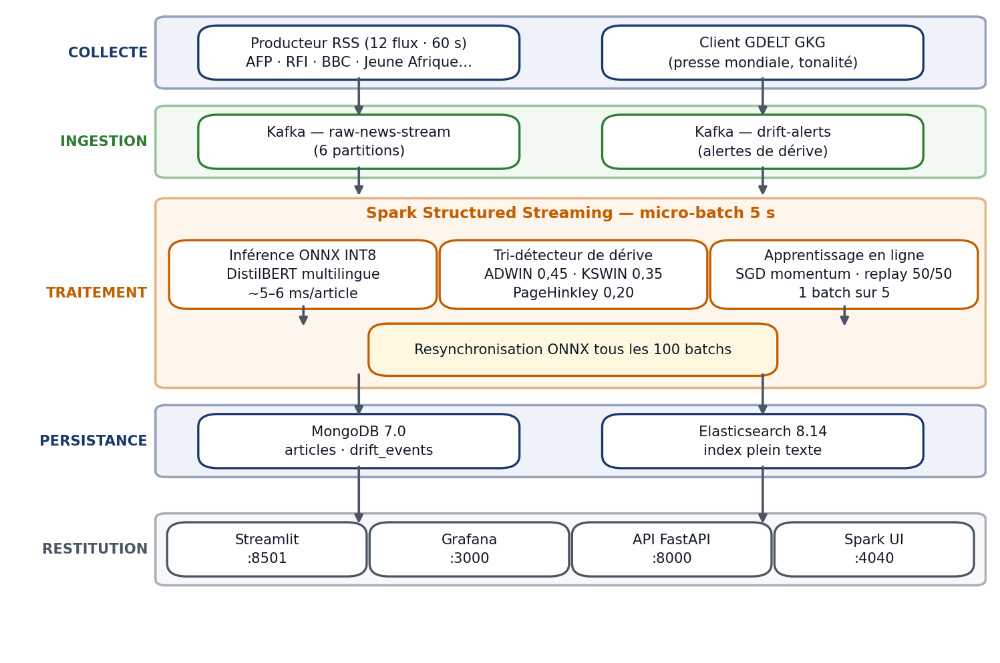 COLLECTE
Producteur RSS (12 flux · 60 s)
AFP · RFI · BBC · Jeune Afrique…
Client GDELT GKG
(presse mondiale, tonalité)
INGESTION
Kafka — raw-news-stream
(6 partitions)
Kafka — drift-alerts
(alertes de dérive)
TRAITEMENT
Spark Structured Streaming — micro-batch 5 s
Inférence ONNX INT8
DistilBERT multilingue
~5–6 ms/article
Tri-détecteur de dérive
ADWIN 0,45 · KSWIN 0,35
PageHinkley 0,20
Apprentissage en ligne
SGD momentum · replay 50/50
1 batch sur 5
Resynchronisation ONNX tous les 100 batchs
PERSISTANCE
MongoDB 7.0
articles · drift_events
Elasticsearch 8.14
index plein texte
RESTITUTION
Streamlit
:8501
Grafana
:3000
API FastAPI
:8000
Spark UI
:4040